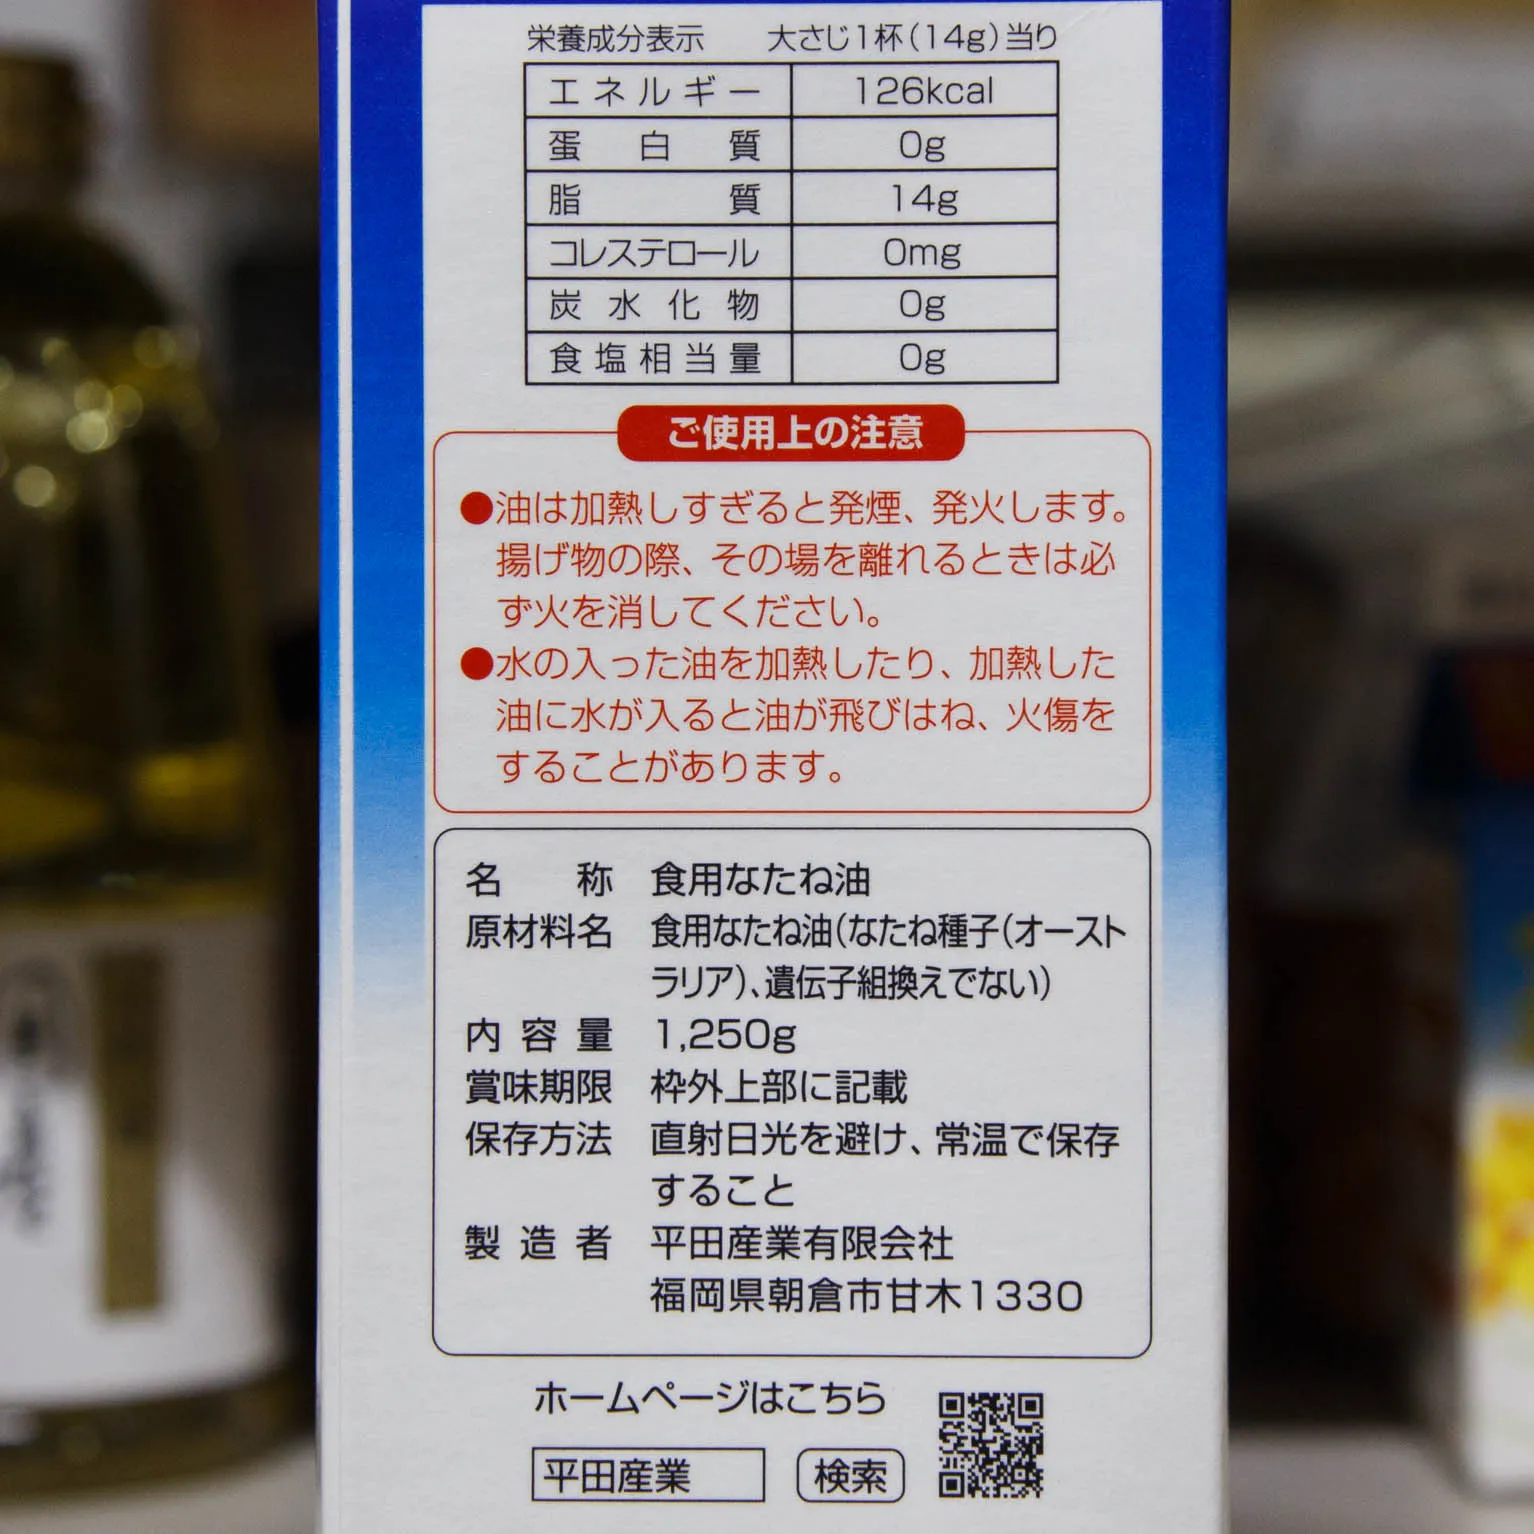 栄養成分表示 大さじ1杯(14g)当り
エネルギー 126kcal
蛋白質 0g
脂質 14g
コレステロール 0mg
炭水化物 0g
食塩相当量 0g
ご使用上の注意
●油は加熱しすぎると発煙、発火します。
揚げ物の際、その場を離れるときは必
ず火を消してください。
●水の入った油を加熱したり、加熱した
油に水が入ると油が飛びはね、火傷を
することがあります。
名称 食用なたね油
原材料名 食用なたね油(なたね種子(オースト
ラリア)、遺伝子組換えでない)
内容量 1,250g
賞味期限 枠外上部に記載
保存方法 直射日光を避け、常温で保存
すること
製造者 平田産業有限会社
福岡県朝倉市甘木1330
ホームページはこちら
平田産業 検索